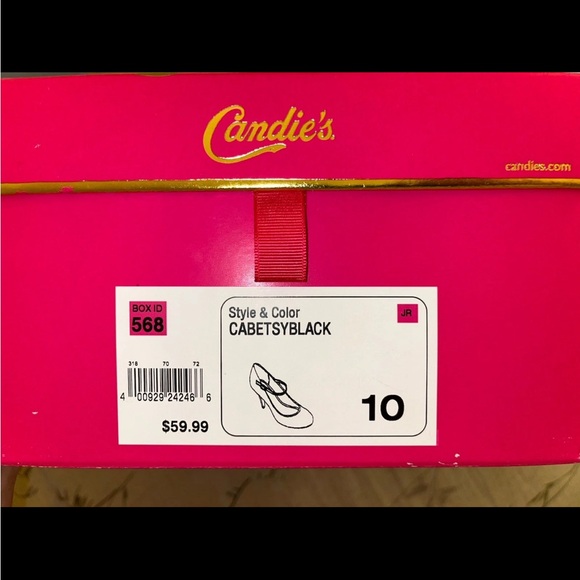 Candie's.
candies.com
BOX ID
568
Style & Color
CABETSYBLACK
JR
318 70 72
4 00929 24246 6
$59.99
10